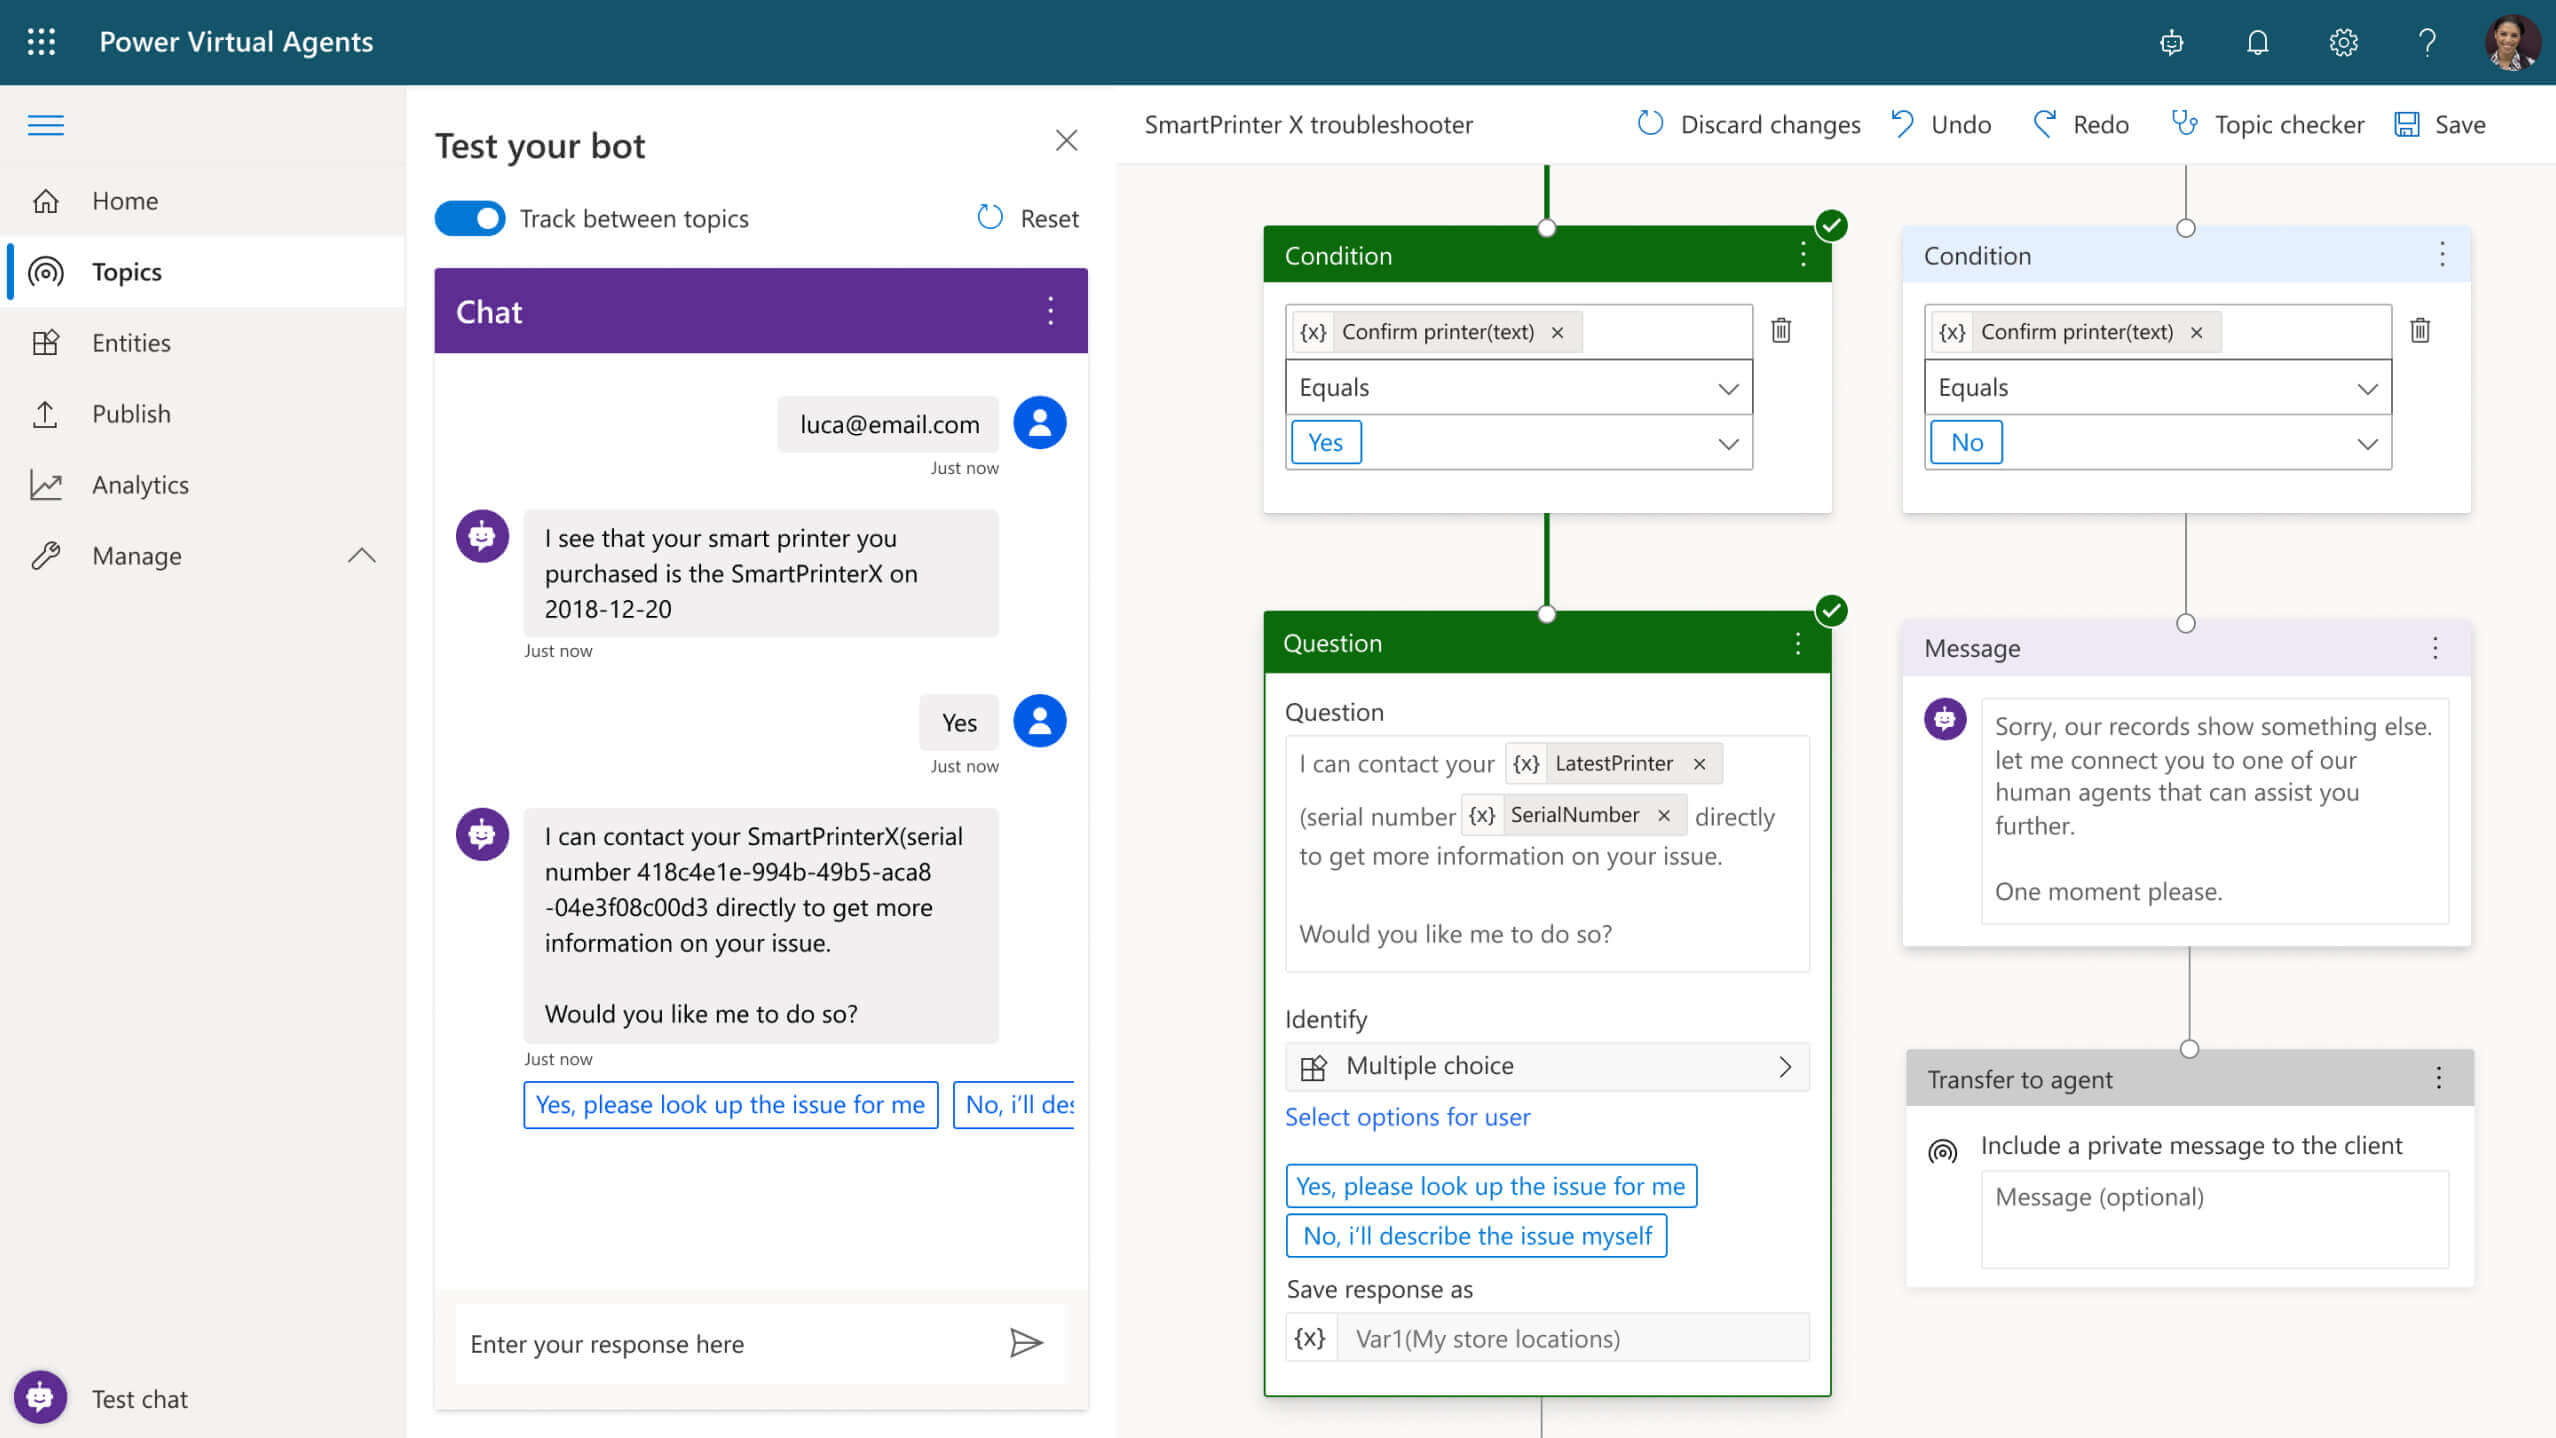 Power Virtual Agents
Home
Topics
Entities
Publish
Analytics
Manage
Test chat
Test your bot
Track between topics
Reset
Chat
luca@email.com
Just now
I see that your smart printer you
purchased is the SmartPrinterX on
2018-12-20
Just now
Yes
Just now
I can contact your SmartPrinterX(serial
number 418c4e1e-994b-49b5-aca8
-04e3f08c00d3 directly to get more
information on your issue.
Would you like me to do so?
Just now
Yes, please look up the issue for me
No, i’ll des
Enter your response here
SmartPrinter X troubleshooter
Discard changes
Undo
Redo
Topic checker
Save
Condition
{x} Confirm printer(text)
Equals
Yes
Question
Question
I can contact your {x} LatestPrinter
(serial number {x} SerialNumber directly
to get more information on your issue.
Would you like me to do so?
Identify
Multiple choice
Select options for user
Yes, please look up the issue for me
No, i’ll describe the issue myself
Save response as
{x} Var1(My store locations)
Condition
{x} Confirm printer(text)
Equals
No
Message
Sorry, our records show something else.
let me connect you to one of our
human agents that can assist you
further.
One moment please.
Transfer to agent
Include a private message to the client
Message (optional)